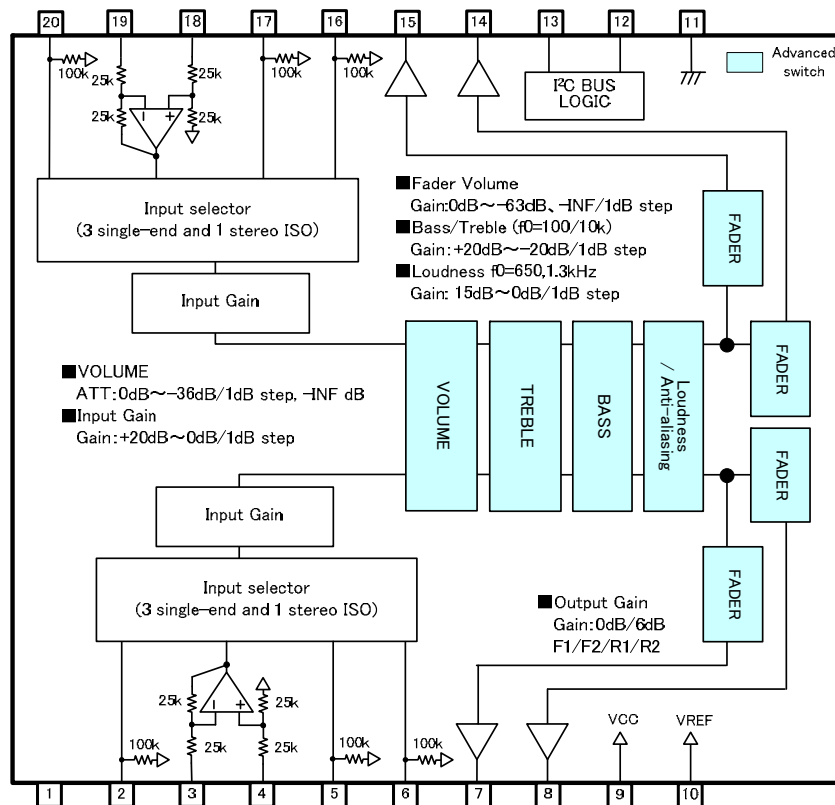 20
19
18
17
16
15
14
13
12
11
100k
25k
25k
25k
25k
100k
100k
I²C BUS
LOGIC
Advanced
switch
Input selector
(3 single-end and 1 stereo ISO)
Input Gain
■Fader Volume
Gain:0dB~-63dB、-INF/1dB step
■Bass/Treble (f0=100/10k)
Gain: +20dB~-20dB/1dB step
■Loudness f0=650,1.3kHz
Gain: 15dB~0dB/1dB step
FADER
FADER
■VOLUME
ATT:0dB~-36dB/1dB step, -INF dB
■Input Gain
Gain:+20dB~0dB/1dB step
VOLUME
TREBLE
BASS
Loudness
/ Anti-aliasing
FADER
FADER
Input Gain
Input selector
(3 single-end and 1 stereo ISO)
■Output Gain
Gain:0dB/6dB
F1/F2/R1/R2
100k
25k
25k
25k
25k
100k
100k
VCC
VREF
1
2
3
4
5
6
7
8
9
10